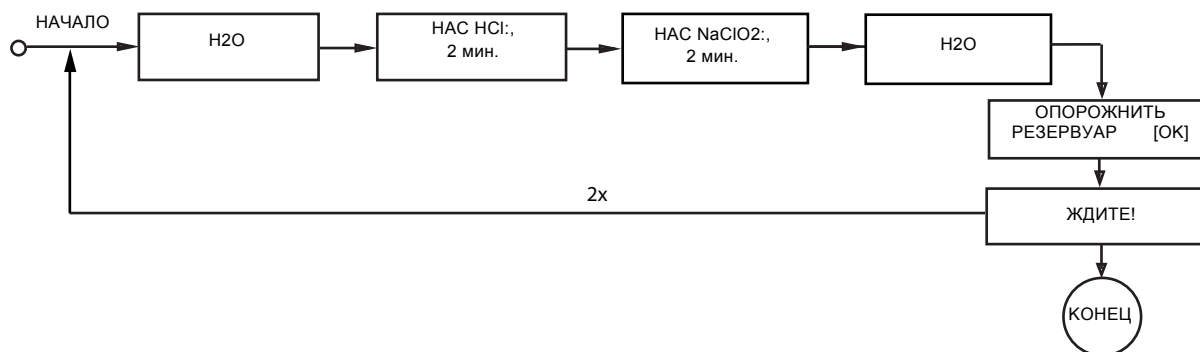 НАЧАЛО
H2O
НАС HCl:,
2 мин.
НАС NaClO2:,
2 мин.
H2O
ОПОРОЖНИТЬ
РЕЗЕРВУАР [OK]
2x
ЖДИТЕ!
КОНЕЦ